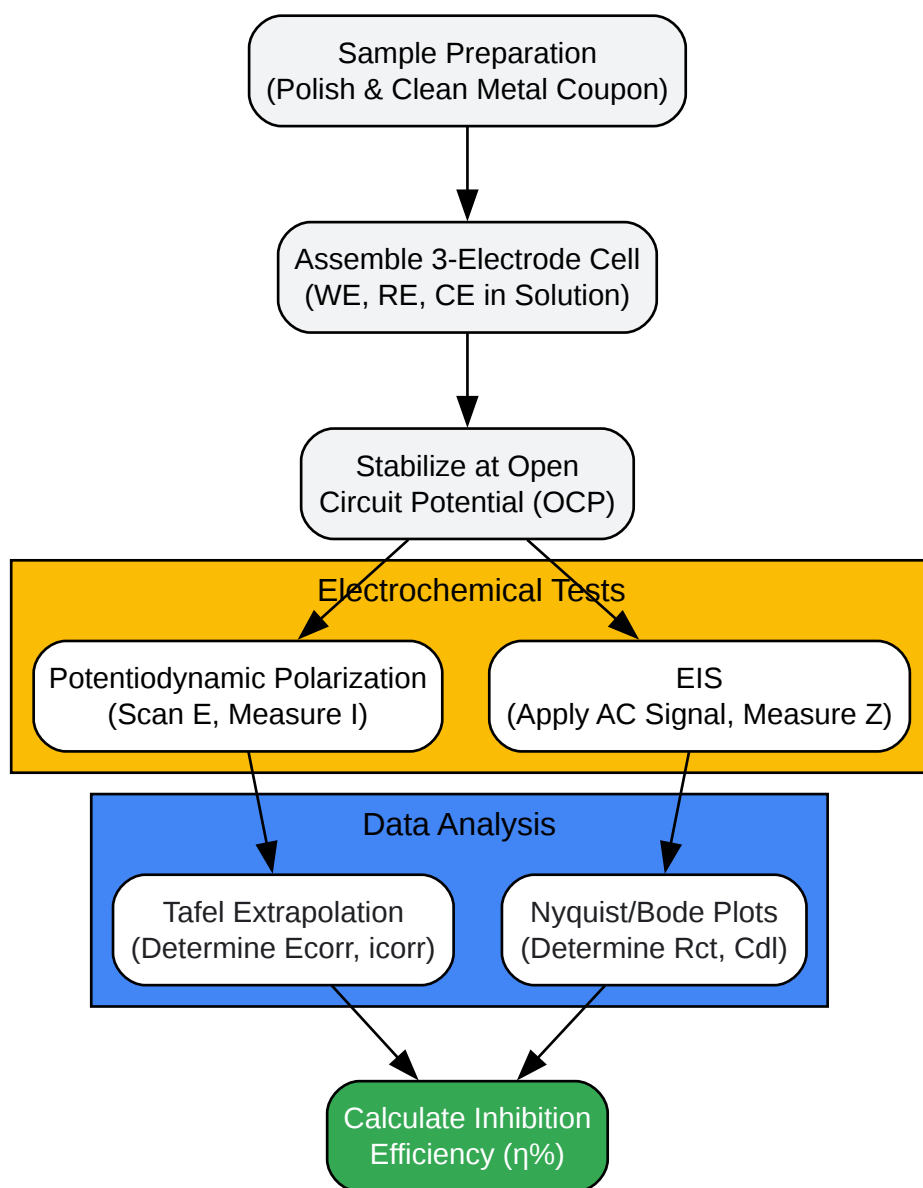 Sample Preparation
(Polish & Clean Metal Coupon)
Assemble 3-Electrode Cell
(WE, RE, CE in Solution)
Stabilize at Open
Circuit Potential (OCP)
Electrochemical Tests
Potentiodynamic Polarization
(Scan E, Measure I)
EIS
(Apply AC Signal, Measure Z)
Data Analysis
Tafel Extrapolation
(Determine Ecorr, icorr)
Nyquist/Bode Plots
(Determine Rct, Cdl)
Calculate Inhibition
Efficiency (η%)